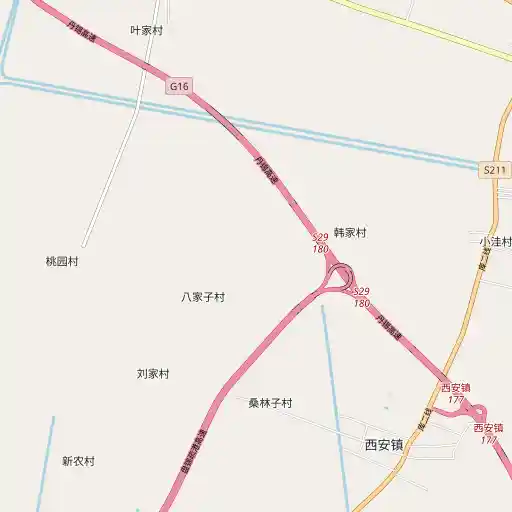 叶家村
丹锡高速
G16
丹锡高速
S211
韩家村
S29
180
小洼村
桃园村
八家子村
S29
180
丹锡高速
刘家村
西安镇
177
桑林子村
西安镇
西安镇
177
新农村